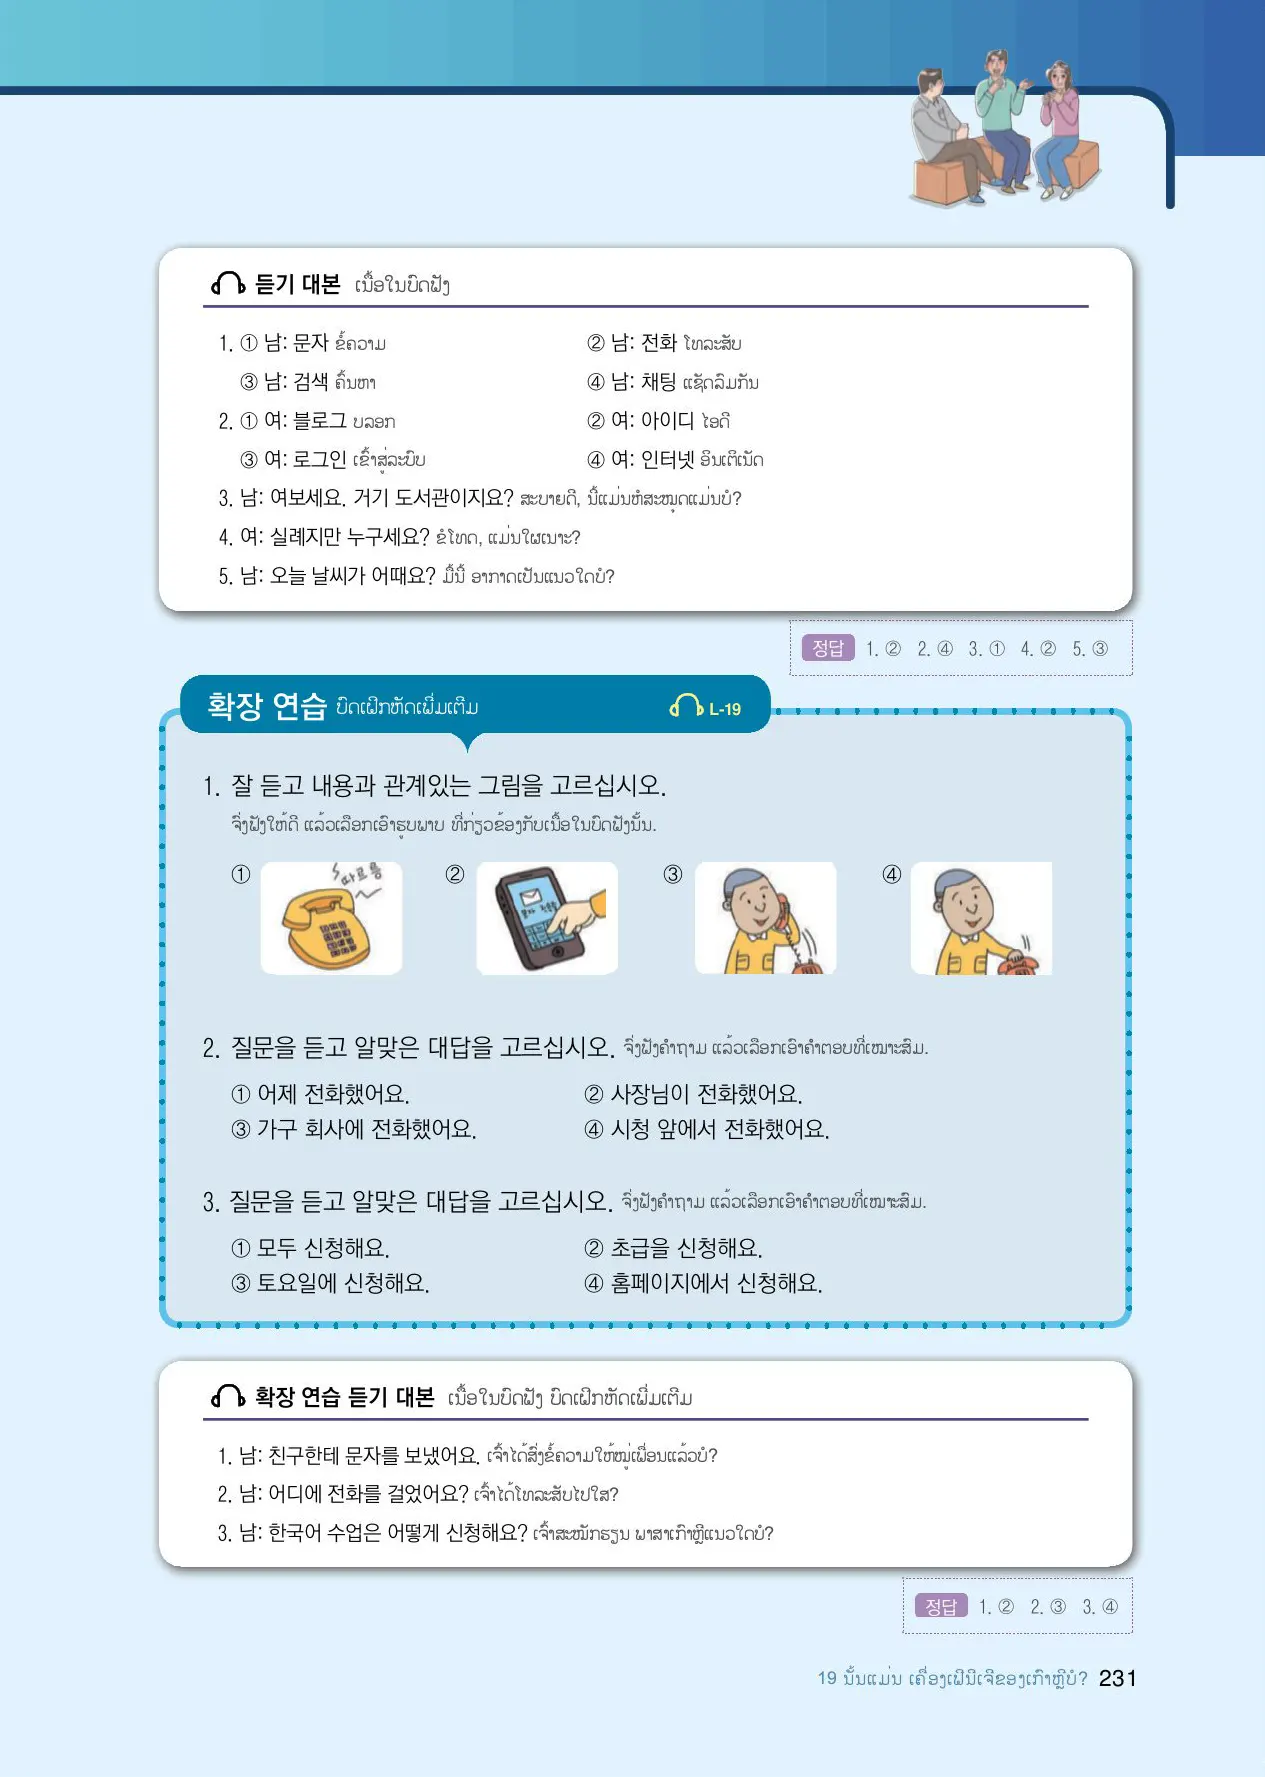 듣기 대본 ເນື້ອໃນບົດຟັງ
1. ① 남: 문자 ຂໍ້ຄວາມ ② 남: 전화 ໂທລະສັບ
③ 남: 검색 ຄົ້ນຫາ ④ 남: 채팅 ແຊັດລົມກັນ
2. ① 여: 블로그 ບລອກ ② 여: 아이디 ໄອດີ
③ 여: 로그인 ເຂົ້າສູ່ລະບົບ ④ 여: 인터넷 ອິນເຕີເນັດ
3. 남: 여보세요. 거기 도서관이지요? ສະບາຍດີ, ນີ້ແມ່ນຫໍສະໝຸດແມ່ນບໍ?
4. 여: 실례지만 누구세요? ຂໍໂທດ, ແມ່ນໃຜເນາະ?
5. 남: 오늘 날씨가 어때요? ມື້ນີ້ ອາກາດເປັນແນວໃດບໍ?
정답 1. ② 2. ④ 3. ① 4. ② 5. ③
확장 연습 ບົດເຝິກຫັດເພີ່ມເຕີມ L-19
1. 잘 듣고 내용과 관계있는 그림을 고르십시오.
ຈົ່ງຟັງໃຫ້ດີ ແລ້ວເລືອກເອົາຮູບພາບ ທີ່ກ່ຽວຂ້ອງກັບເນື້ອໃນບົດຟັງນັ້ນ.
① ② ③ ④
따르릉
2. 질문을 듣고 알맞은 대답을 고르십시오. ຈົ່ງຟັງຄຳຖາມ ແລ້ວເລືອກເອົາຄຳຕອບທີ່ເໝາະສົມ.
① 어제 전화했어요. ② 사장님이 전화했어요.
③ 가구 회사에 전화했어요. ④ 시청 앞에서 전화했어요.
3. 질문을 듣고 알맞은 대답을 고르십시오. ຈົ່ງຟັງຄຳຖາມ ແລ້ວເລືອກເອົາຄຳຕອບທີ່ເໝາະສົມ.
① 모두 신청해요. ② 초급을 신청해요.
③ 토요일에 신청해요. ④ 홈페이지에서 신청해요.
확장 연습 듣기 대본 ເນື້ອໃນບົດຟັງ ບົດເຝິກຫັດເພີ່ມເຕີມ
1. 남: 친구한테 문자를 보냈어요. ເຈົ້າໄດ້ສົ່ງຂໍ້ຄວາມໃຫ້ໝູ່ເພື່ອນແລ້ວບໍ?
2. 남: 어디에 전화를 걸었어요? ເຈົ້າໄດ້ໂທລະສັບໄປໃສ?
3. 남: 한국어 수업은 어떻게 신청해요? ເຈົ້າສະໝັກຮຽນ ພາສາເກົາຫຼີແນວໃດບໍ?
정답 1. ② 2. ③ 3. ④
19 ນັ້ນແມ່ນ ເຄື່ອງເຟີນີເຈີຂອງເກົາຫຼີບໍ? 231